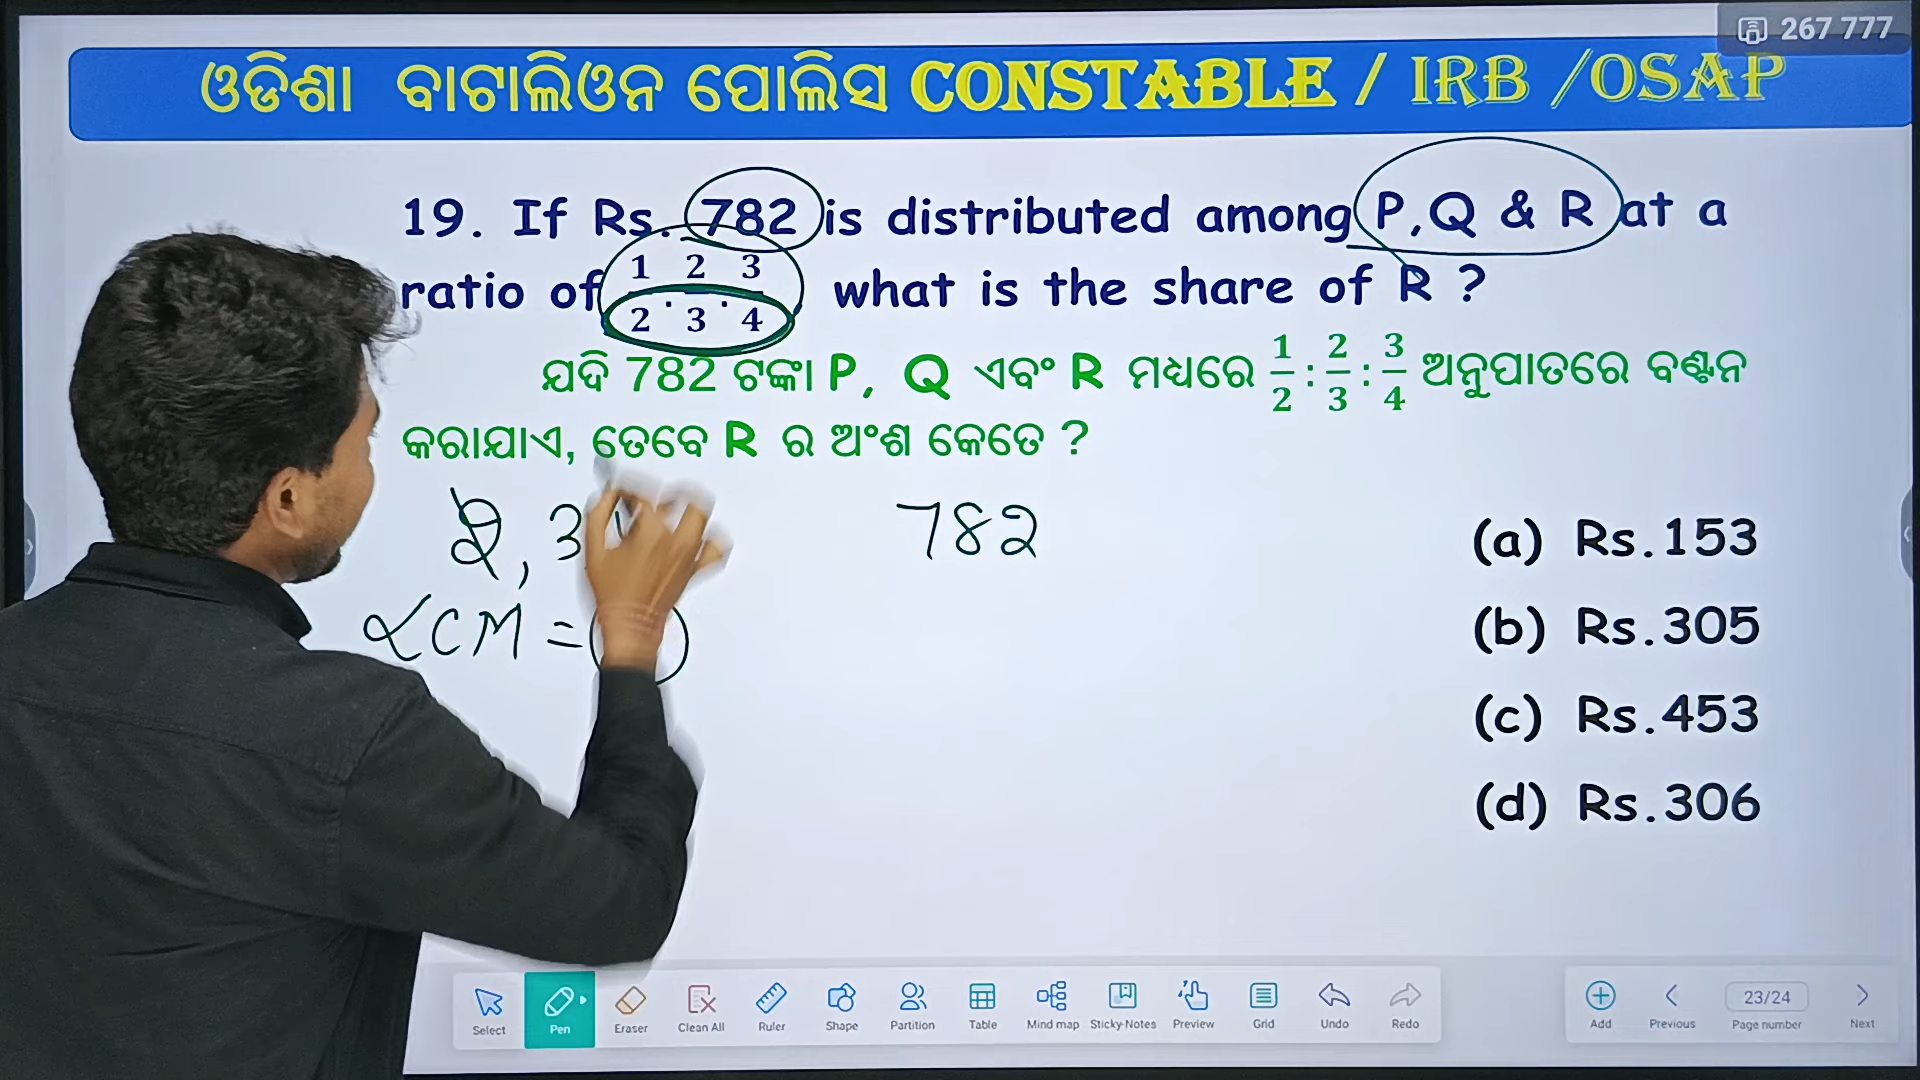 267 777
ଓଡିଶା ବାଟାଲିଓନ ପୋଲିସ CONSTABLE / IRB /OSAP
19. If Rs. 782 is distributed among P,Q & R at a
ratio of 1/2 : 2/3 : 3/4 what is the share of R ?
ଯଦି 782 ଟଙ୍କା P, Q ଏବଂ R ମଧ୍ୟରେ 1/2 : 2/3 : 3/4 ଅନୁପାତରେ ବଣ୍ଟନ
କରାଯାଏ, ତେବେ R ର ଅଂଶ କେତେ ?
2, 3
782
LCM =
(a) Rs.153
(b) Rs.305
(c) Rs.453
(d) Rs.306
Select Pen Eraser Clean All Ruler Shape Partition Table Mind map Sticky-Notes Preview Grid Undo Redo
Add Previous 23/24 Page number Next